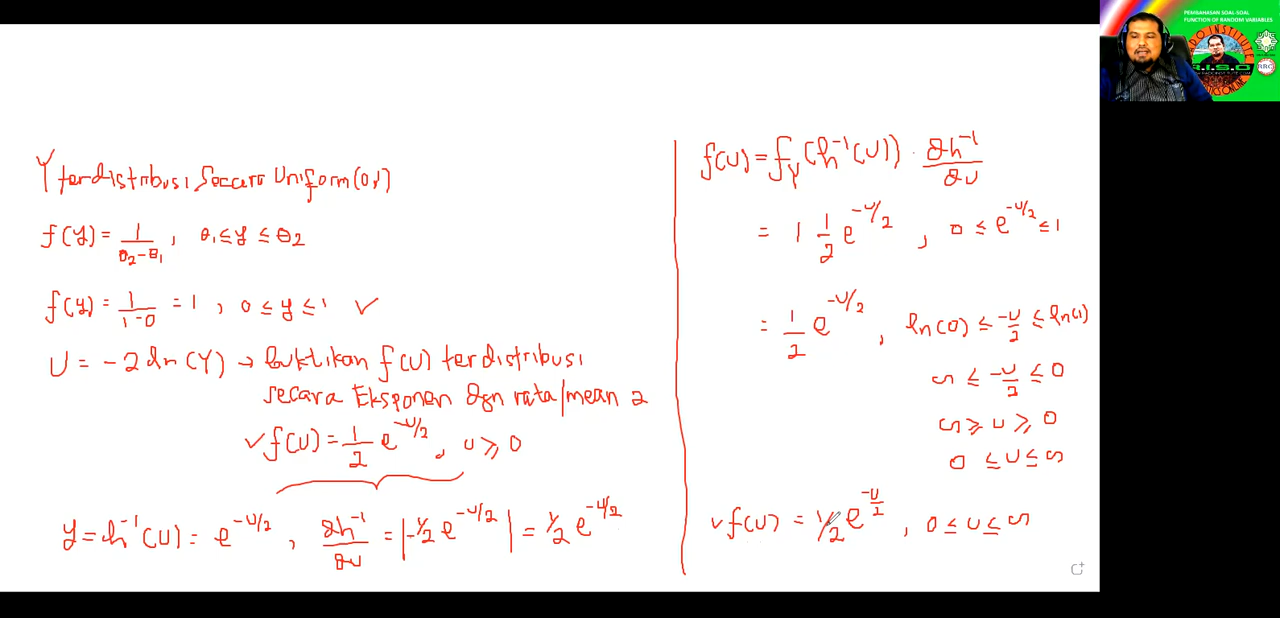 Y terdistribusi secara Uniform (0,1)
f(y) = 1/(θ2-θ1) , θ1 ≤ y ≤ θ2
f(y) = 1/(1-0) = 1 , 0 ≤ y ≤ 1 ✓
U = -2 ln(Y) → buktikan f(U) terdistribusi
secara Eksponen dgn rata/mean 2
✓ f(U) = 1/2 e^(-U/2) , U ≥ 0
y = h^-1(U) = e^(-U/2) , ∂h^-1/∂U = |-1/2 e^(-U/2)| = 1/2 e^(-U/2)
f(U) = f_Y(h^-1(U)) · ∂h^-1/∂U
= 1 1/2 e^(-U/2) , 0 ≤ e^(-U/2) ≤ 1
= 1/2 e^(-U/2) , ln(0) ≤ -U/2 ≤ ln(1)
∞ ≤ -U/2 ≤ 0
∞ ≥ U ≥ 0
0 ≤ U ≤ ∞
✓ f(U) = 1/2 e^(-U/2) , 0 ≤ U ≤ ∞
PEMBAHASAN SOAL-SOAL
FUNCTION OF RANDOM VARIABLES
RRC